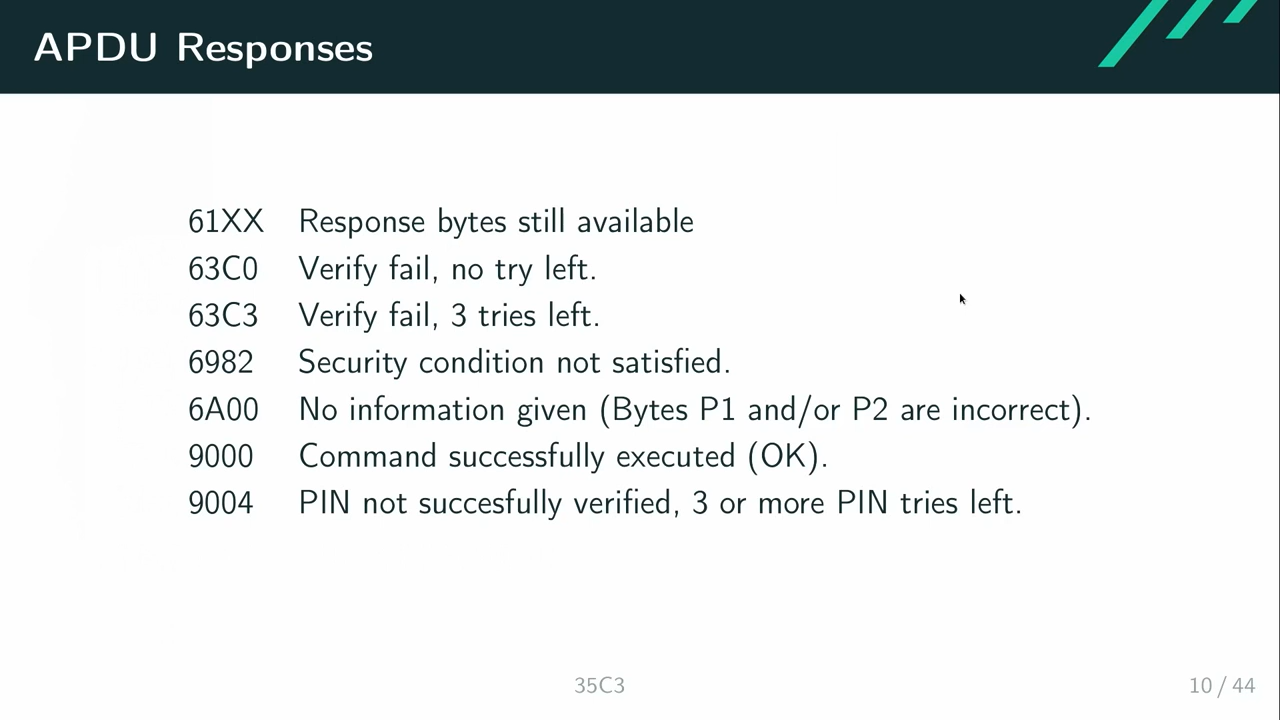 APDU Responses
61XX Response bytes still available
63C0 Verify fail, no try left.
63C3 Verify fail, 3 tries left.
6982 Security condition not satisfied.
6A00 No information given (Bytes P1 and/or P2 are incorrect).
9000 Command successfully executed (OK).
9004 PIN not succesfully verified, 3 or more PIN tries left.
35C3
10 / 44